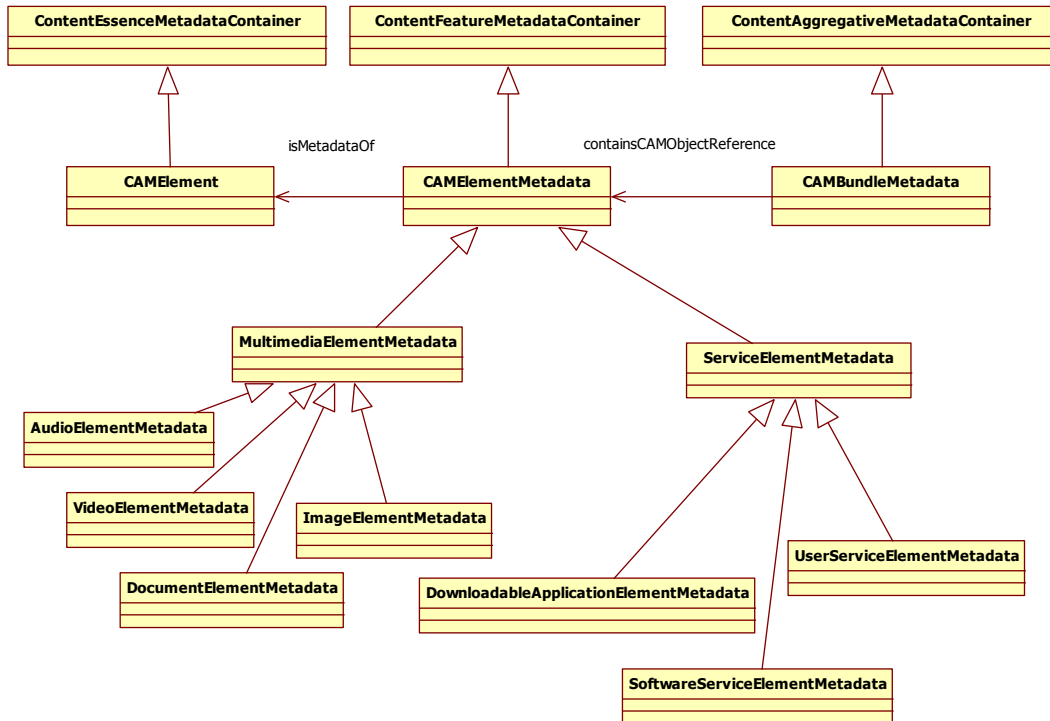 ContentEssenceMetadataContainer
ContentFeatureMetadataContainer
ContentAggregativeMetadataContainer
isMetadataOf
containsCAMObjectReference
CAMElement
CAMElementMetadata
CAMBundleMetadata
MultimediaElementMetadata
ServiceElementMetadata
AudioElementMetadata
VideoElementMetadata
ImageElementMetadata
UserServiceElementMetadata
DocumentElementMetadata
DownloadableApplicationElementMetadata
SoftwareServiceElementMetadata